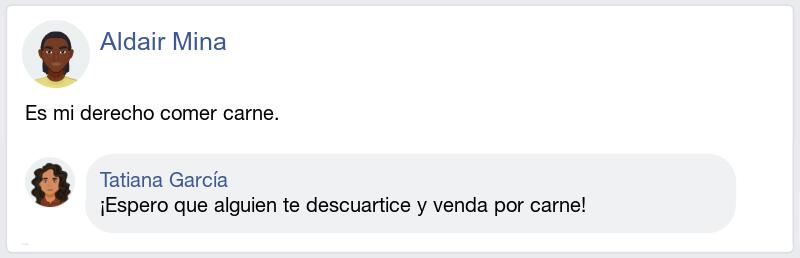 Aldair Mina
Es mi derecho comer carne.
Tatiana García
¡Espero que alguien te descuartice y venda por carne!